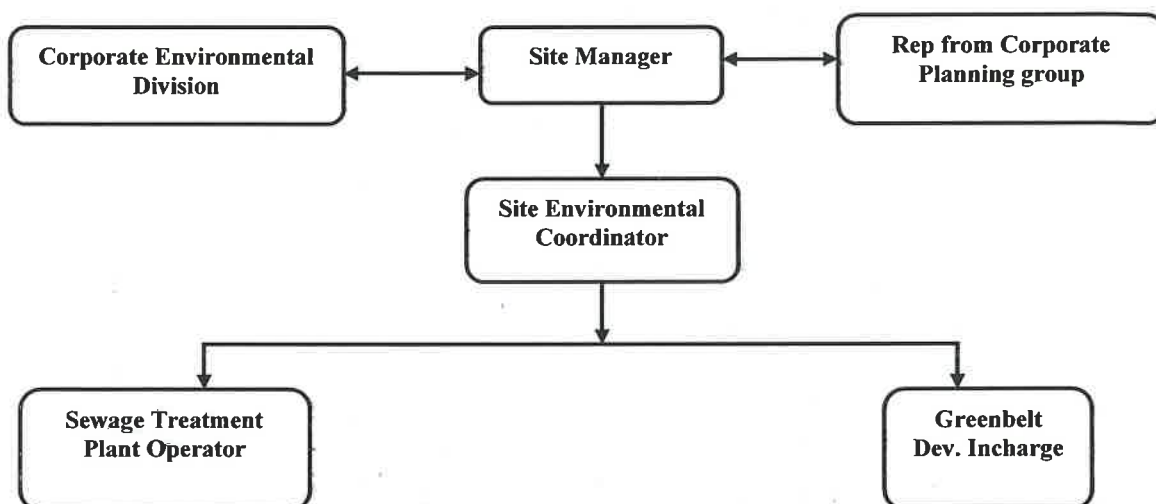 Corporate Environmental
Division
Site Manager
Rep from Corporate
Planning group
Site Environmental
Coordinator
Sewage Treatment
Plant Operator
Greenbelt
Dev. Incharge